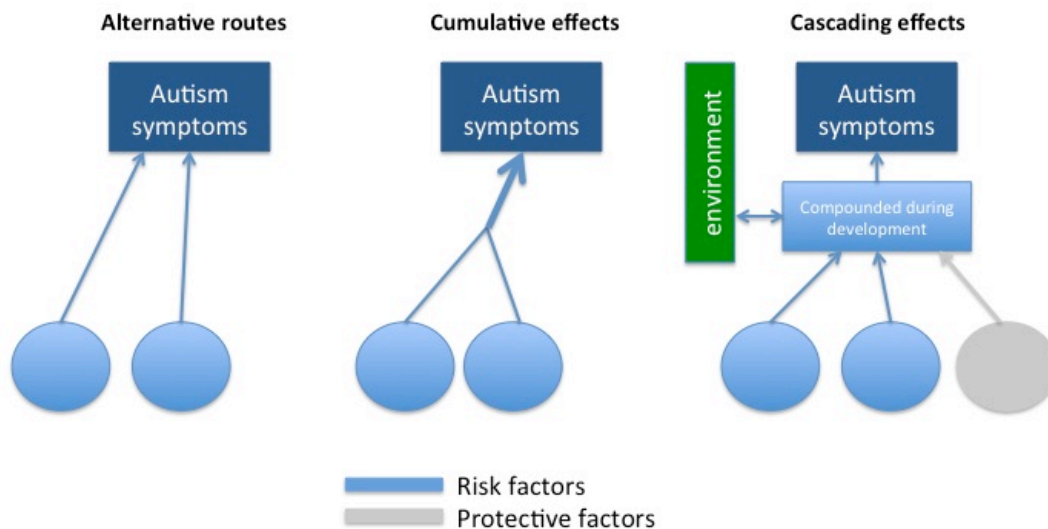 Alternative routes
Cumulative effects
Cascading effects
Autism
symptoms
Autism
symptoms
environment
Autism
symptoms
Compounded during
development
Risk factors
Protective factors